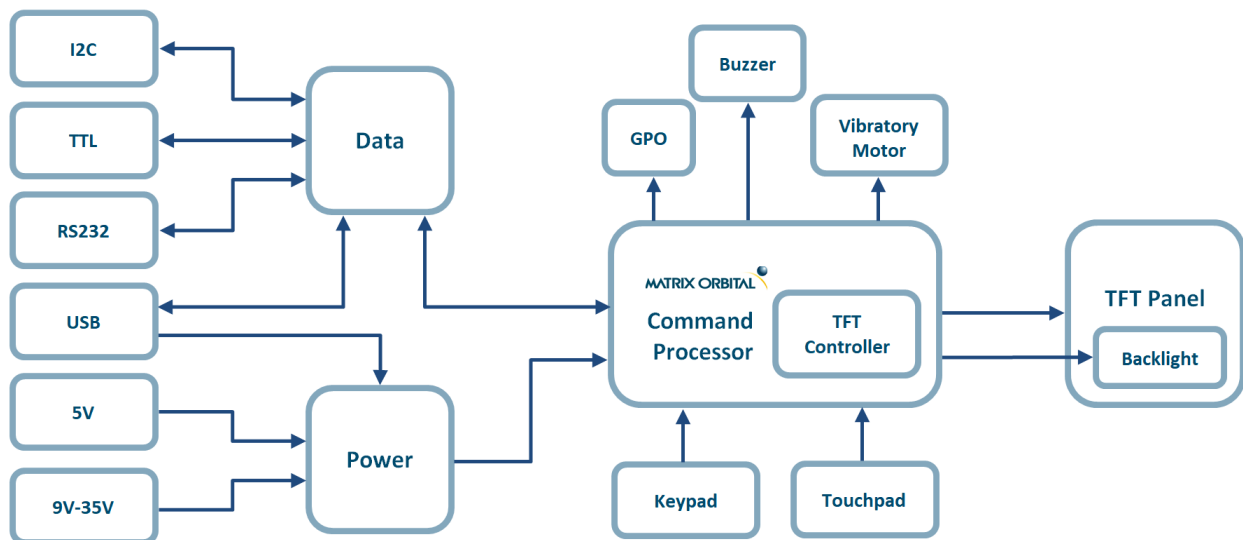 I2C
TTL
RS232
USB
5V
9V-35V
Data
Power
GPO
Buzzer
Vibratory
Motor
MATRIX ORBITAL
Command
Processor
TFT
Controller
Keypad
Touchpad
TFT Panel
Backlight